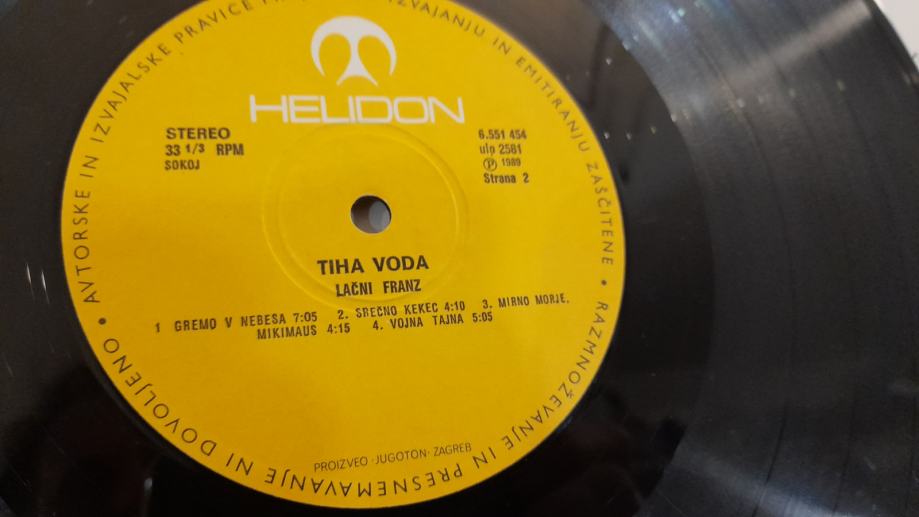 AVTORSKE IN IZVAJALSKE PRAVICE
IZVAJANJU IN EMITIRANJU ZAŠČITENE • RAZMNOŽEVANJE IN PRESNEMAVANJE NI DOVOLJENO •
HELIDON
STEREO
33 1/3 RPM
SOKOJ
6.551 454
ulp 2581
Ⓟ 1989
Strana 2
TIHA VODA
LAČNI FRANZ
1 GREMO V NEBESA 7:05 2. SREČNO KEKEC 4:10 3. MIRNO MORJE,
MIKIMAUS 4:15 4. VOJNA TAJNA 5:05
PROIZVEO · JUGOTON · ZAGREB